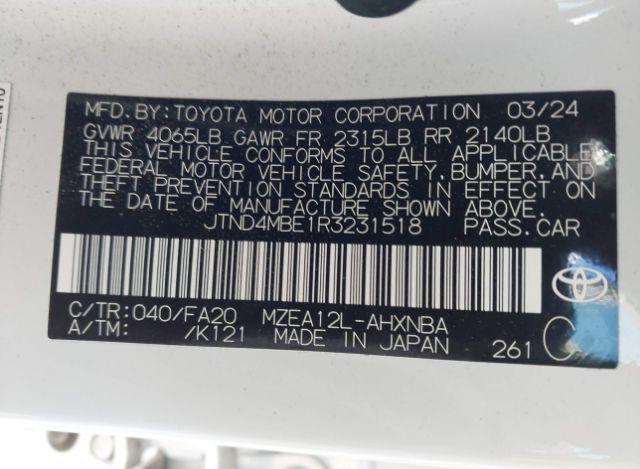 MFD.BY:TOYOTA MOTOR CORPORATION 03/24
GVWR 4065LB GAWR FR 2315LB RR 2140LB
THIS VEHICLE CONFORMS TO ALL APPLICABLE
FEDERAL MOTOR VEHICLE SAFETY,BUMPER,AND
THEFT PREVENTION STANDARDS IN EFFECT ON
THE DATE OF MANUFACTURE SHOWN ABOVE.
JTND4MBE1R3231518 PASS.CAR
C/TR:040/FA20 MZEA12L-AHXNBA
A/TM: /K121 MADE IN JAPAN 261 C